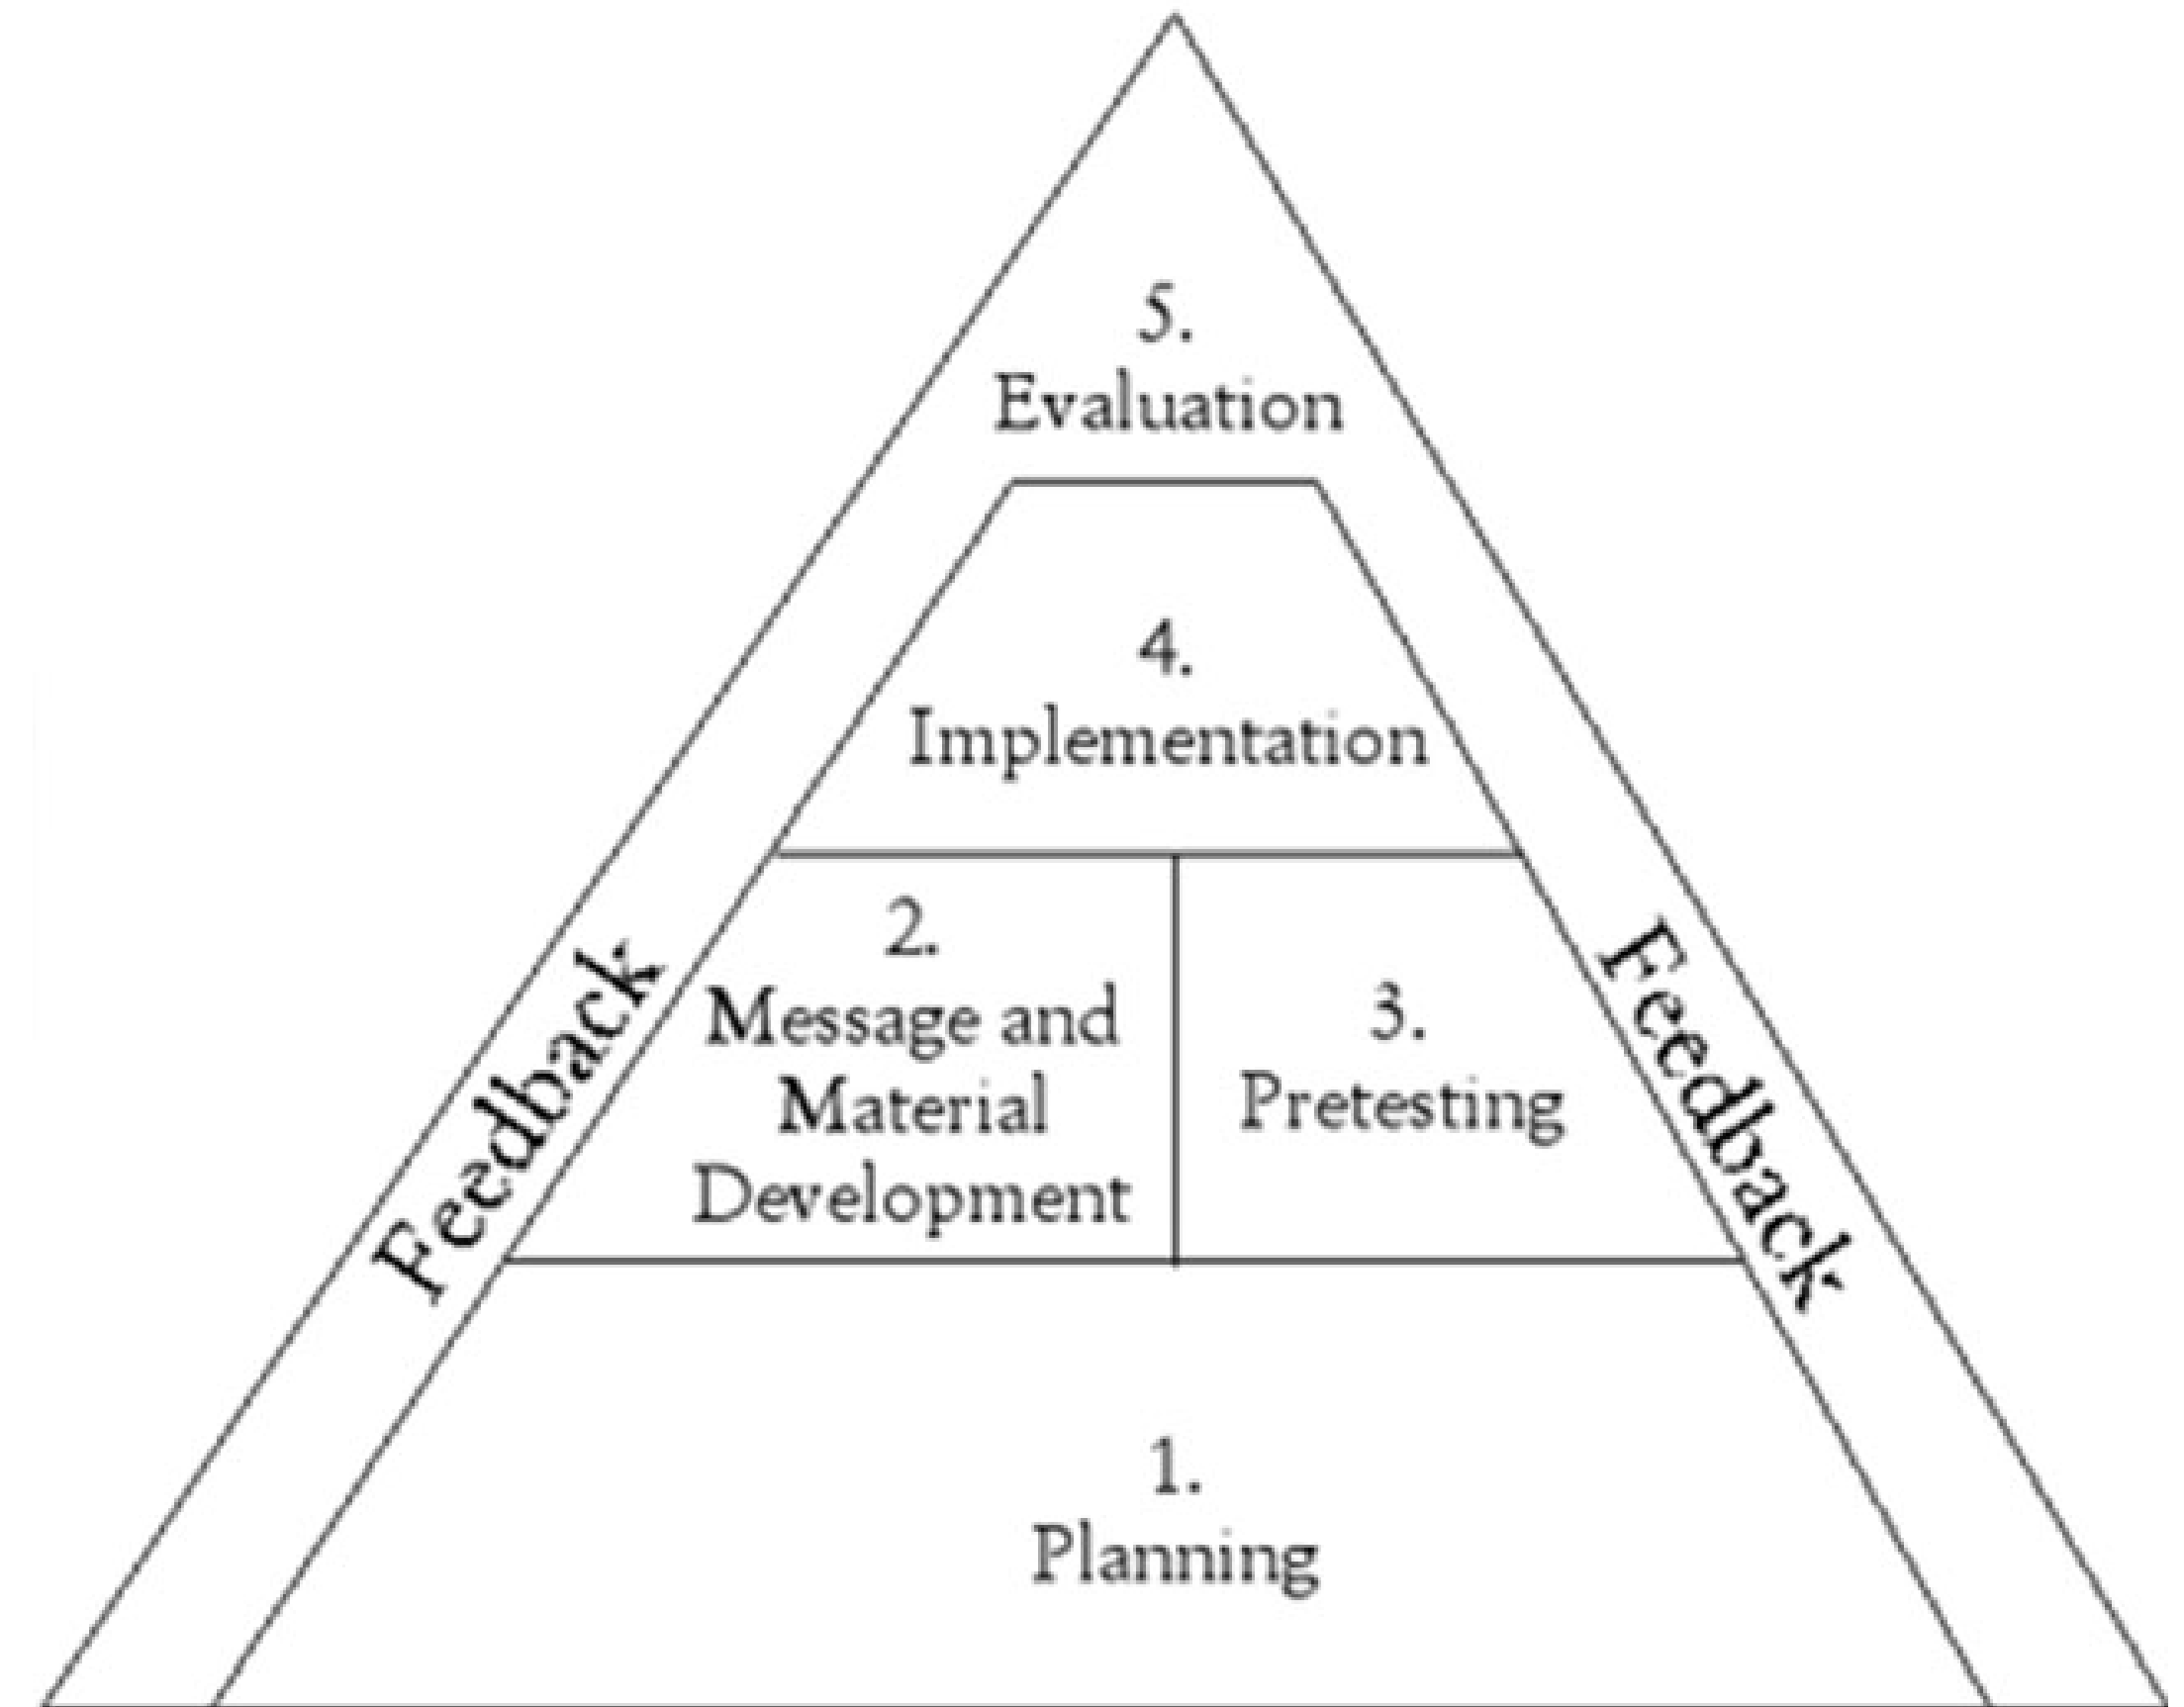 5.
Evaluation
4.
Implementation
2.
Message and
Material
Development
3.
Pretesting
Feedback
Feedback
1.
Planning